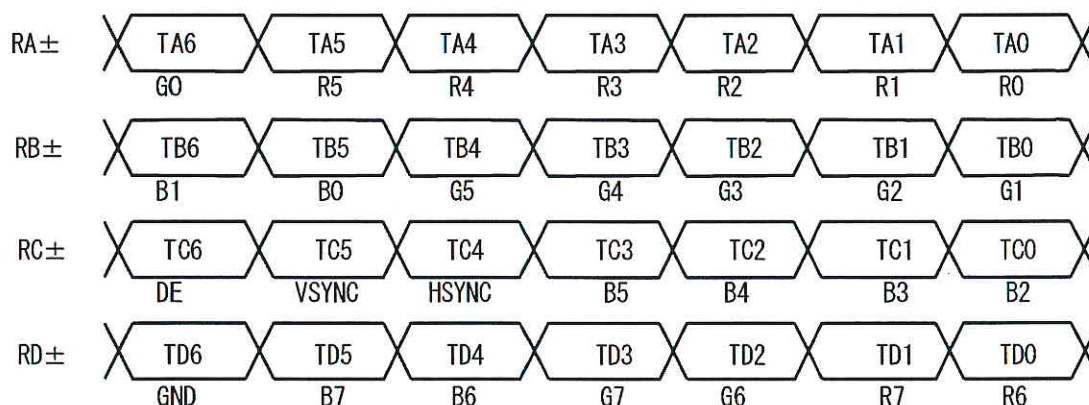 RA± TA6 TA5 TA4 TA3 TA2 TA1 TA0
G0 R5 R4 R3 R2 R1 R0
RB± TB6 TB5 TB4 TB3 TB2 TB1 TB0
B1 B0 G5 G4 G3 G2 G1
RC± TC6 TC5 TC4 TC3 TC2 TC1 TC0
DE VSYNC HSYNC B5 B4 B3 B2
RD± TD6 TD5 TD4 TD3 TD2 TD1 TD0
GND B7 B6 G7 G6 R7 R6